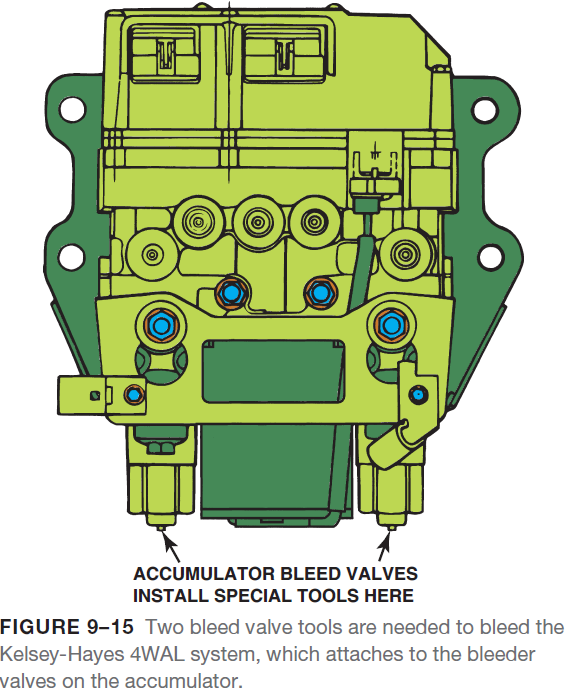 ACCUMULATOR BLEED VALVES
INSTALL SPECIAL TOOLS HERE
FIGURE 9–15 Two bleed valve tools are needed to bleed the
Kelsey-Hayes 4WAL system, which attaches to the bleeder
valves on the accumulator.